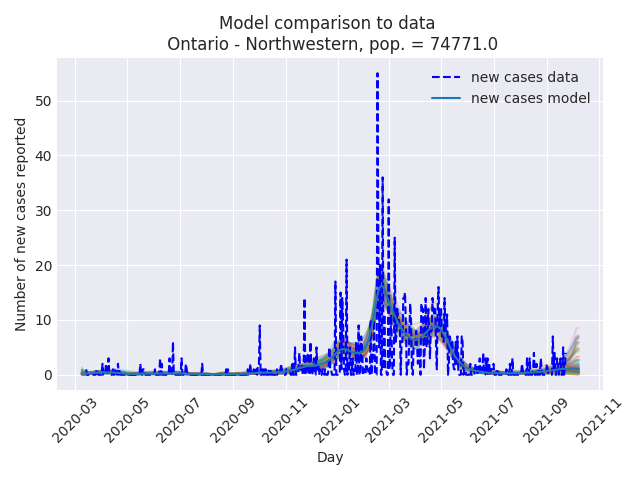 Model comparison to data
Ontario - Northwestern, pop. = 74771.0
new cases data
new cases model
Number of new cases reported
50
40
30
20
10
0
2020-03
2020-05
2020-07
2020-09
2020-11
2021-01
2021-03
2021-05
2021-07
2021-09
2021-11
Day